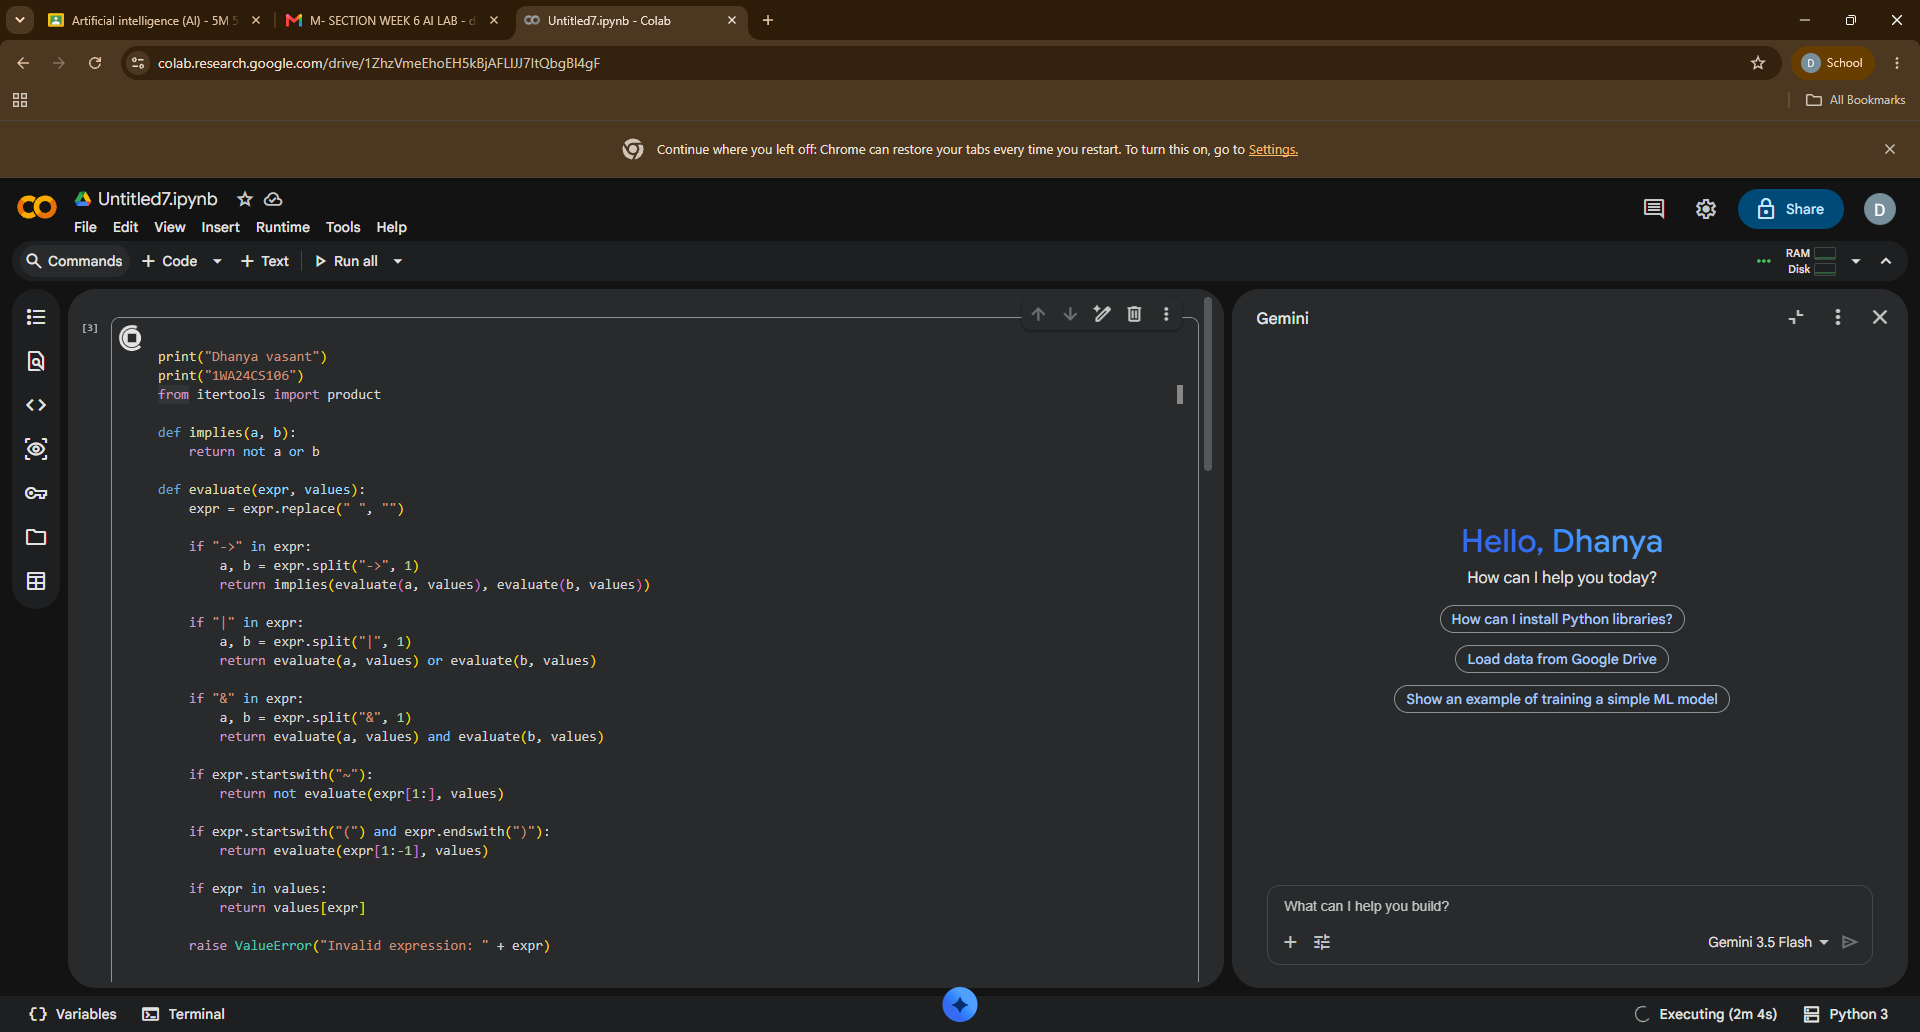 Artificial intelligence (AI) - 5M 5
M- SECTION WEEK 6 AI LAB - d
Untitled7.ipynb - Colab
School
All Bookmarks
Continue where you left off: Chrome can restore your tabs every time you restart. To turn this on, go to Settings.
Untitled7.ipynb
File Edit View Insert Runtime Tools Help
Share
D
Commands + Code + Text Run all
RAM
Disk
[3]
print("Dhanya vasant")
print("1WA24CS106")
from itertools import product
def implies(a, b):
return not a or b
def evaluate(expr, values):
expr = expr.replace(" ", "")
if "->" in expr:
a, b = expr.split("->", 1)
return implies(evaluate(a, values), evaluate(b, values))
if "|" in expr:
a, b = expr.split("|", 1)
return evaluate(a, values) or evaluate(b, values)
if "&" in expr:
a, b = expr.split("&", 1)
return evaluate(a, values) and evaluate(b, values)
if expr.startswith("~"):
return not evaluate(expr[1:], values)
if expr.startswith("(") and expr.endswith(")"):
return evaluate(expr[1:-1], values)
if expr in values:
return values[expr]
raise ValueError("Invalid expression: " + expr)
Gemini
Hello, Dhanya
How can I help you today?
How can I install Python libraries?
Load data from Google Drive
Show an example of training a simple ML model
What can I help you build?
Gemini 3.5 Flash
Variables
Terminal
Executing (2m 4s)
Python 3